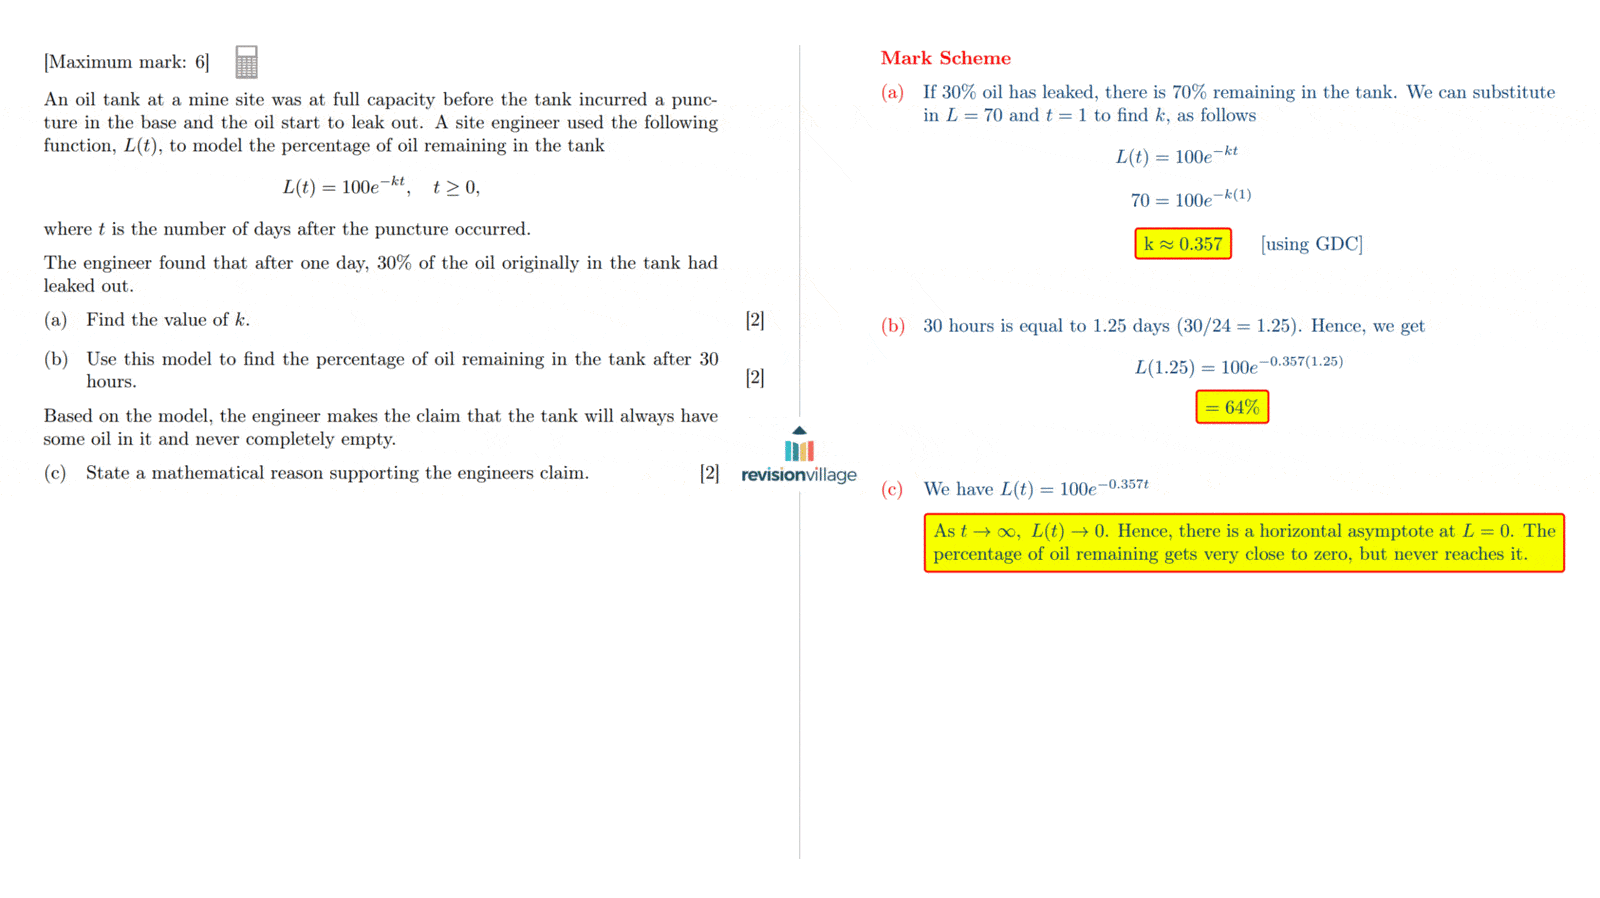 [Maximum mark: 6]
An oil tank at a mine site was at full capacity before the tank incurred a punc-
ture in the base and the oil start to leak out. A site engineer used the following
function, L(t), to model the percentage of oil remaining in the tank
L(t) = 100e^{−kt}, t ≥ 0,
where t is the number of days after the puncture occurred.
The engineer found that after one day, 30% of the oil originally in the tank had
leaked out.
(a) Find the value of k. [2]
(b) Use this model to find the percentage of oil remaining in the tank after 30
hours. [2]
Based on the model, the engineer makes the claim that the tank will always have
some oil in it and never completely empty.
(c) State a mathematical reason supporting the engineers claim. [2]
revisionvillage
Mark Scheme
(a) If 30% oil has leaked, there is 70% remaining in the tank. We can substitute
in L = 70 and t = 1 to find k, as follows
L(t) = 100e^{−kt}
70 = 100e^{−k(1)}
k ≈ 0.357 [using GDC]
(b) 30 hours is equal to 1.25 days (30/24 = 1.25). Hence, we get
L(1.25) = 100e^{−0.357(1.25)}
= 64%
(c) We have L(t) = 100e^{−0.357t}
As t → ∞, L(t) → 0. Hence, there is a horizontal asymptote at L = 0. The
percentage of oil remaining gets very close to zero, but never reaches it.